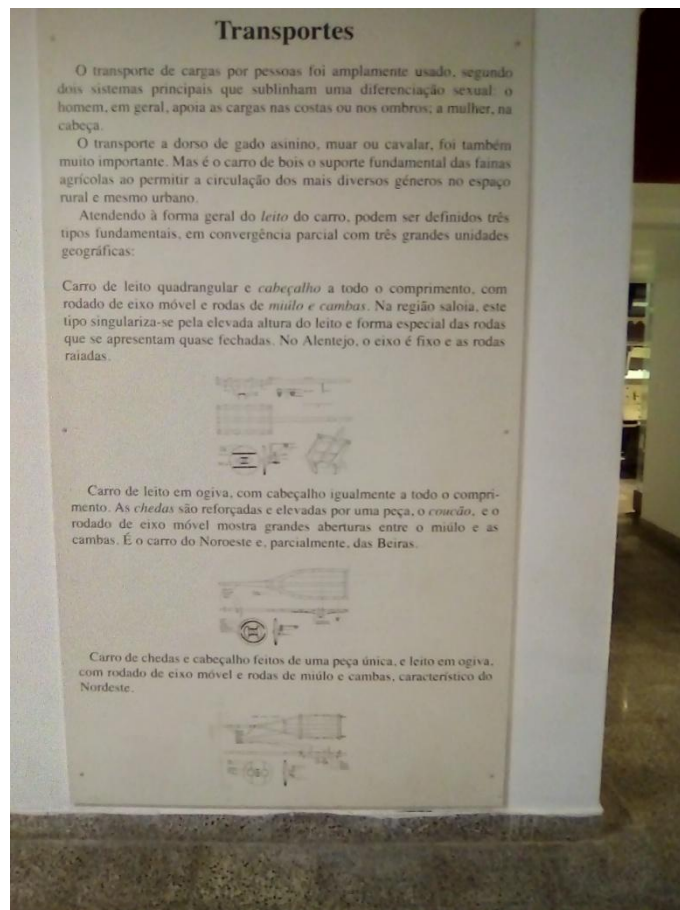 Transportes
O transporte de cargas por pessoas foi amplamente usado, segundo
dois sistemas principais que sublinham uma diferenciação sexual: o
homem, em geral, apoia as cargas nas costas ou nos ombros; a mulher, na
cabeça.
O transporte a dorso de gado asinino, muar ou cavalar, foi também
muito importante. Mas é o carro de bois o suporte fundamental das fainas
agrícolas ao permitir a circulação dos mais diversos géneros no espaço
rural e mesmo urbano.
Atendendo à forma geral do leito do carro, podem ser definidos três
tipos fundamentais, em convergência parcial com três grandes unidades
geográficas:
Carro de leito quadrangular e cabeçalho a todo o comprimento, com
rodado de eixo móvel e rodas de miúlo e cambas. Na região saloia, este
tipo singulariza-se pela elevada altura do leito e forma especial das rodas
que se apresentam quase fechadas. No Alentejo, o eixo é fixo e as rodas
raiadas.
Carro de leito em ogiva, com cabeçalho igualmente a todo o compri-
mento. As chedas são reforçadas e elevadas por uma peça, o coucão, e o
rodado de eixo móvel mostra grandes aberturas entre o miúlo e as
cambas. É o carro do Noroeste e, parcialmente, das Beiras.
Carro de chedas e cabeçalho feitos de uma peça única, e leito em ogiva,
com rodado de eixo móvel e rodas de miúlo e cambas, característico do
Nordeste.